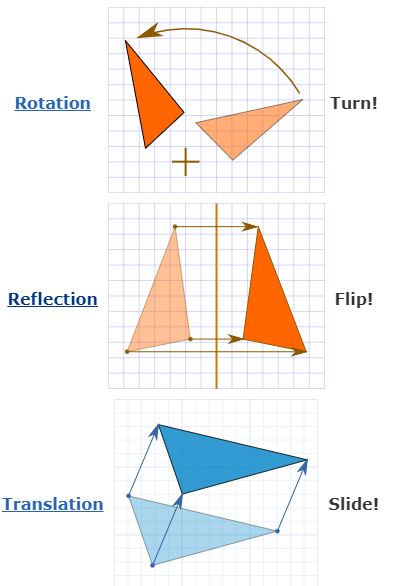 Rotation Turn!
Reflection Flip!
Translation Slide!